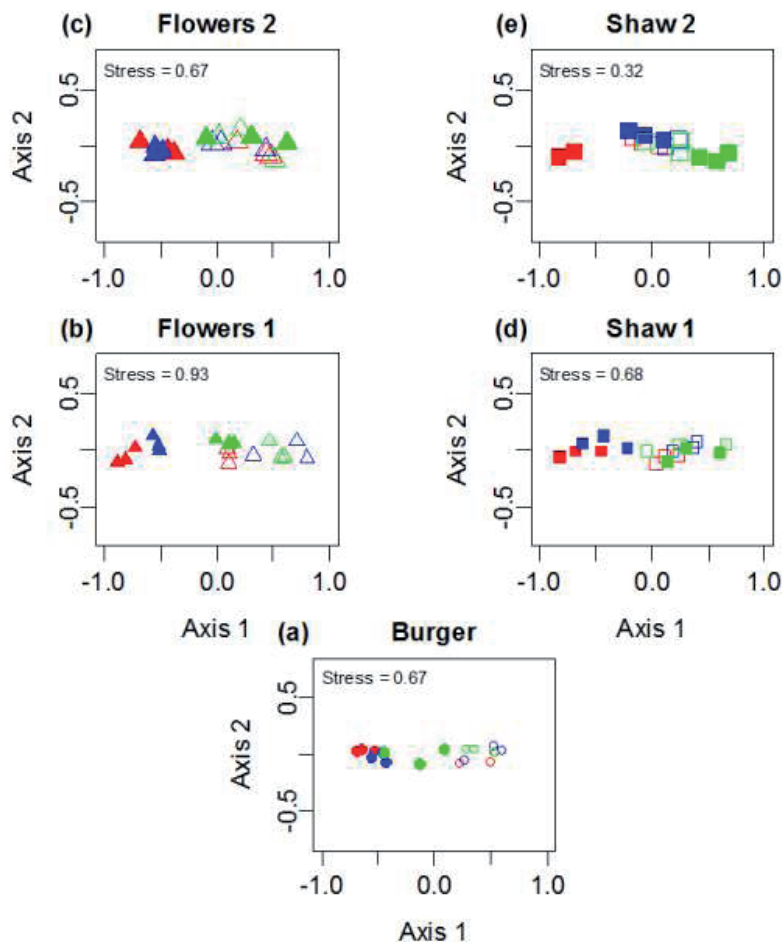 (c) Flowers 2
Stress = 0.67
Axis 2
0.5
-0.5
-1.0 0.0 1.0
(e) Shaw 2
Stress = 0.32
Axis 2
0.5
-0.5
-1.0 0.0 1.0
(b) Flowers 1
Stress = 0.93
Axis 2
0.5
-0.5
-1.0 0.0 1.0
Axis 1
(d) Shaw 1
Stress = 0.68
Axis 2
0.5
-0.5
-1.0 0.0 1.0
Axis 1
(a) Burger
Stress = 0.67
Axis 2
0.5
-0.5
-1.0 0.0 1.0
Axis 1